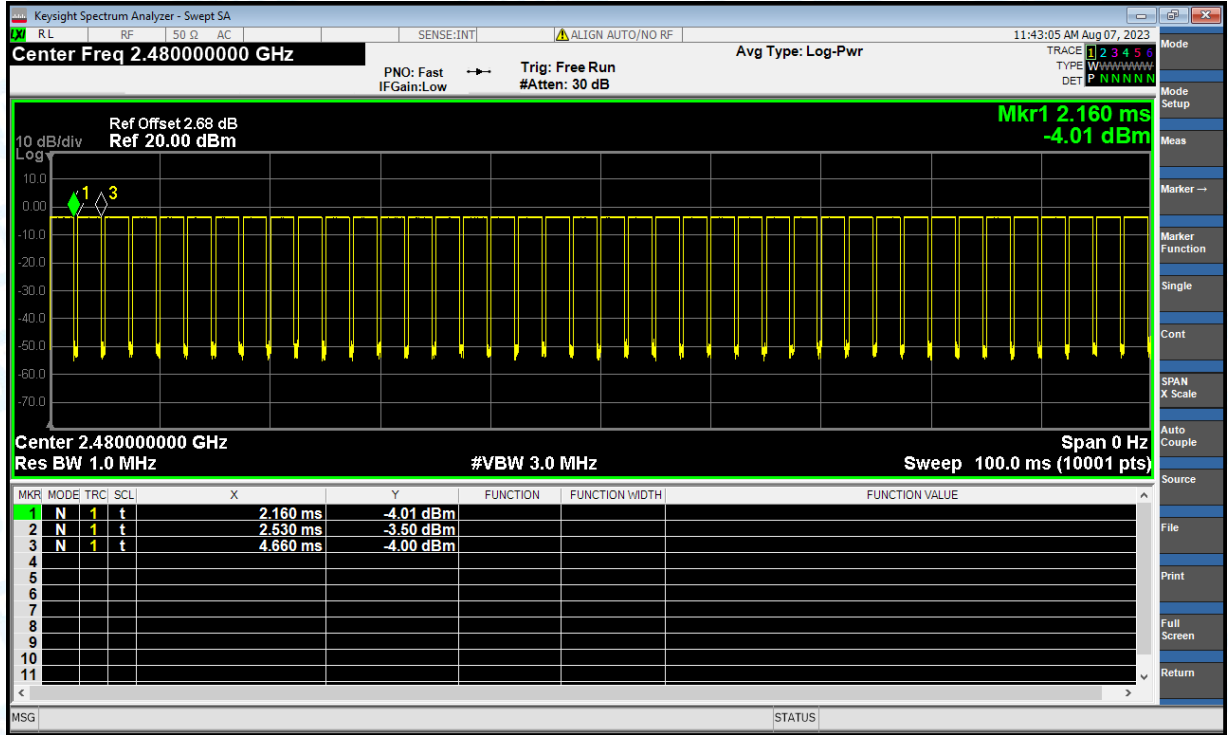 Keysight Spectrum Analyzer - Swept SA
LXI RL RF 50 Ω AC SENSE:INT ALIGN AUTO/NO RF 11:43:05 AM Aug 07, 2023
Center Freq 2.480000000 GHz
PNO: Fast
IFGain:Low
Trig: Free Run
#Atten: 30 dB
Avg Type: Log-Pwr
TRACE 1 2 3 4 5 6
TYPE WWWWWW
DET P N N N N N
Mkr1 2.160 ms
-4.01 dBm
Ref Offset 2.68 dB
10 dB/div Ref 20.00 dBm
Log
10.0
0.00
-10.0
-20.0
-30.0
-40.0
-50.0
-60.0
-70.0
1
3
Center 2.480000000 GHz Span 0 Hz
Res BW 1.0 MHz #VBW 3.0 MHz Sweep 100.0 ms (10001 pts)
MKR MODE TRC SCL X Y FUNCTION FUNCTION WIDTH FUNCTION VALUE
1 N 1 t 2.160 ms -4.01 dBm
2 N 1 t 2.530 ms -3.50 dBm
3 N 1 t 4.660 ms -4.00 dBm
4
5
6
7
8
9
10
11
MSG STATUS
Mode
Mode
Setup
Meas
Marker →
Marker
Function
Single
Cont
SPAN
X Scale
Auto
Couple
Source
File
Print
Full
Screen
Return